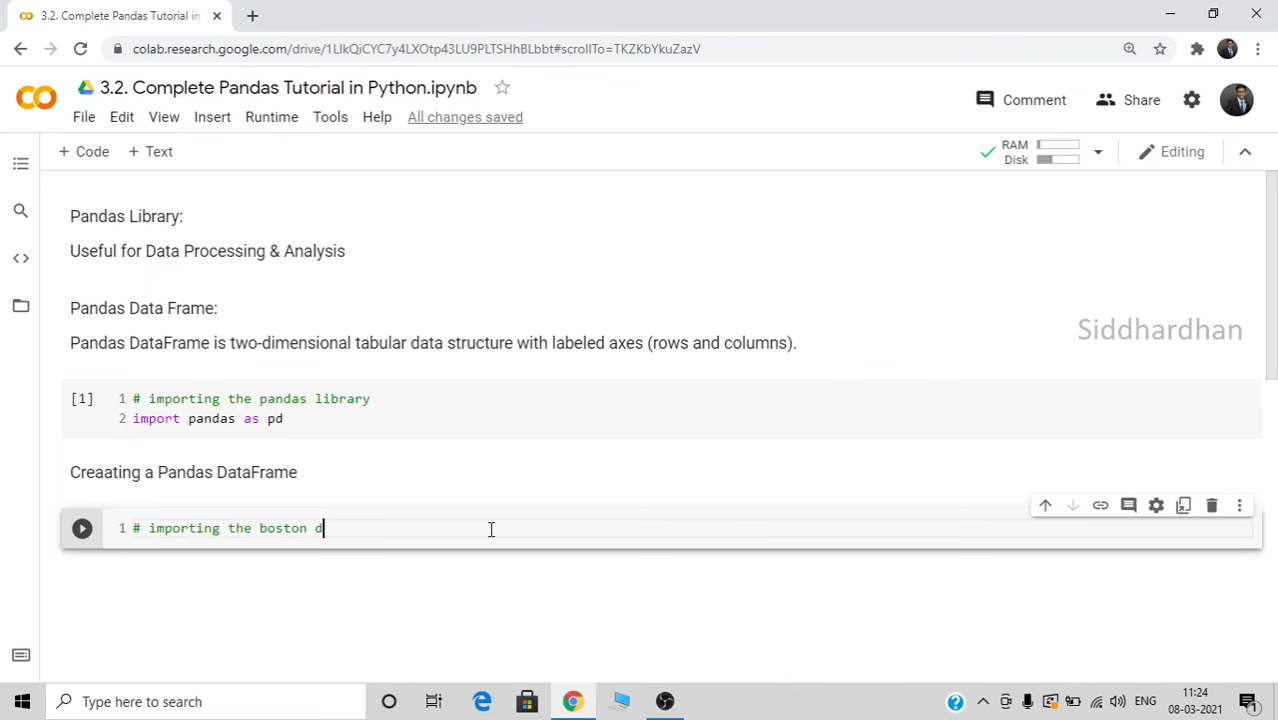 3.2. Complete Pandas Tutorial in
colab.research.google.com/drive/1LlkQiCYC7y4LXOtp43LU9PLTSHhBLbbt#scrollTo=TKZKbYkuZazV
3.2. Complete Pandas Tutorial in Python.ipynb
Comment
Share
File Edit View Insert Runtime Tools Help All changes saved
+ Code + Text
RAM
Disk
Editing
Pandas Library:
Useful for Data Processing & Analysis
Pandas Data Frame:
Siddhardhan
Pandas DataFrame is two-dimensional tabular data structure with labeled axes (rows and columns).
[1] 1 # importing the pandas library
2 import pandas as pd
Creaating a Pandas DataFrame
1 # importing the boston d
Type here to search
ENG
11:24
08-03-2021